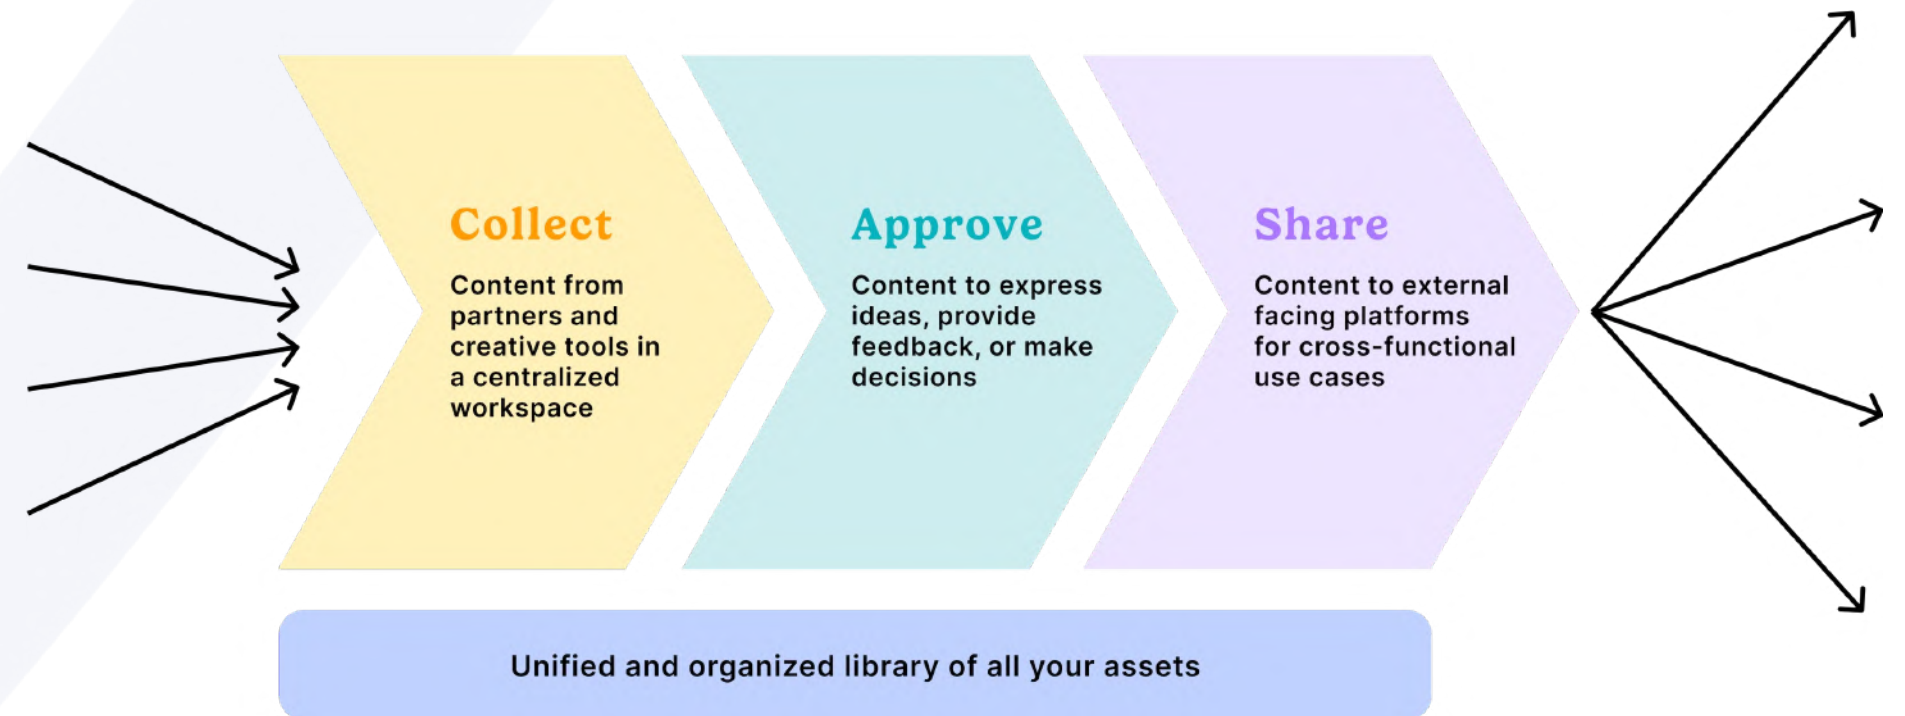 Collect
Content from
partners and
creative tools in
a centralized
workspace
Approve
Content to express
ideas, provide
feedback, or make
decisions
Share
Content to external
facing platforms
for cross-functional
use cases
Unified and organized library of all your assets